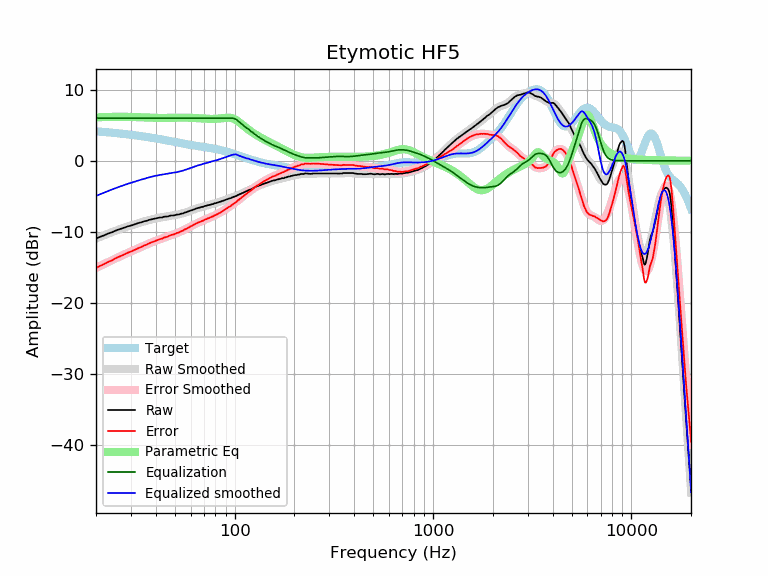 Etymotic HF5
10
0
−10
−20
−30
−40
Amplitude (dBr)
Target
Raw Smoothed
Error Smoothed
Raw
Error
Parametric Eq
Equalization
Equalized smoothed
100
1000
10000
Frequency (Hz)